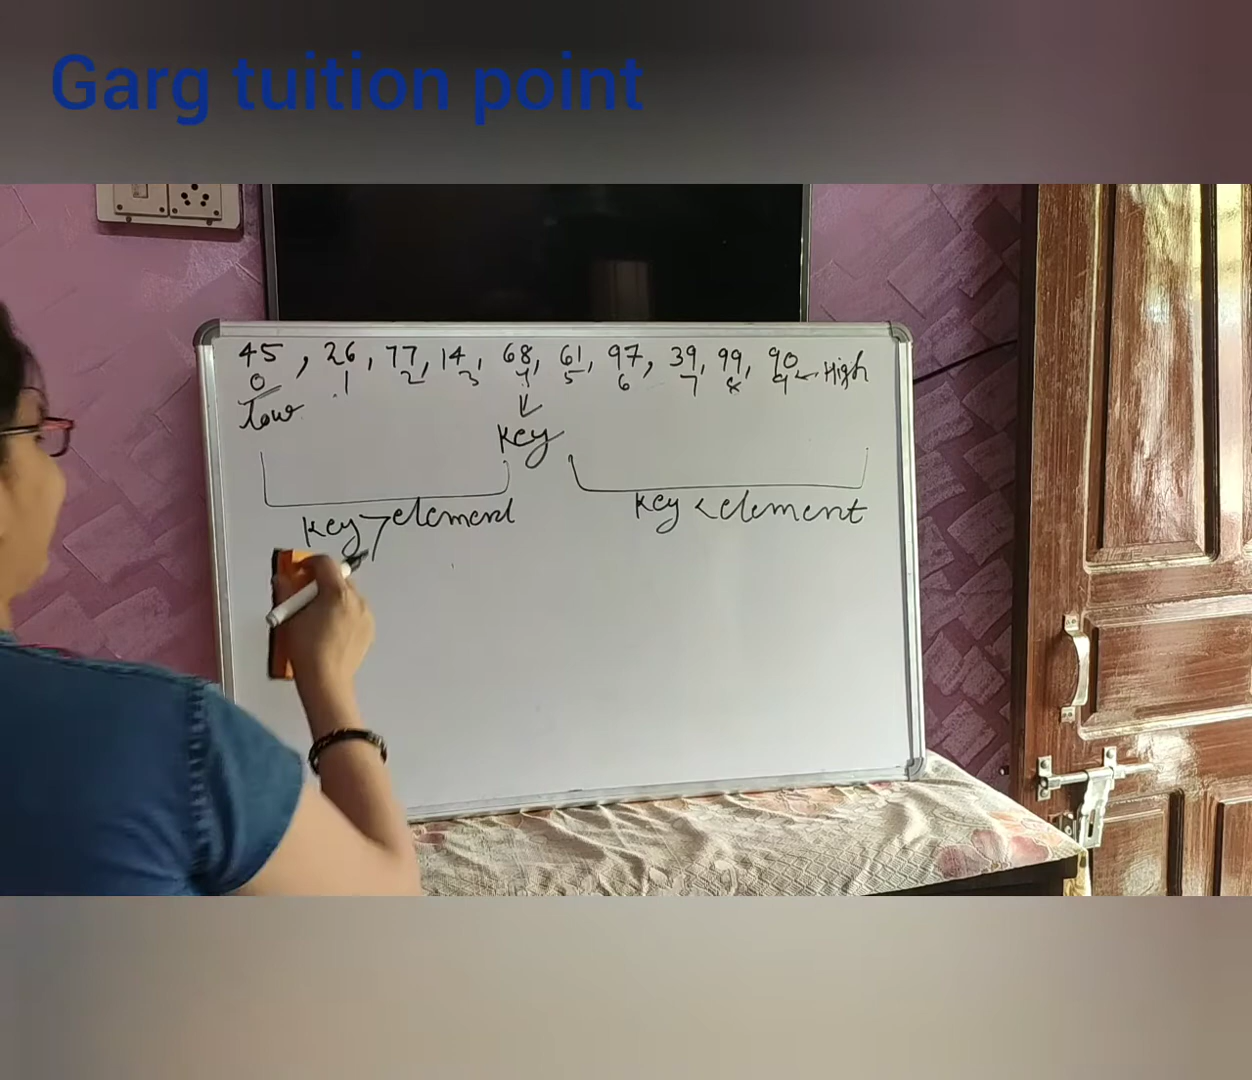 Garg tuition point
45, 26, 77, 14, 68, 61, 97, 39, 99, 90
0 1 2 3 4 5 6 7 8 9 ← High
low
↓
Key
Key > element
Key < element